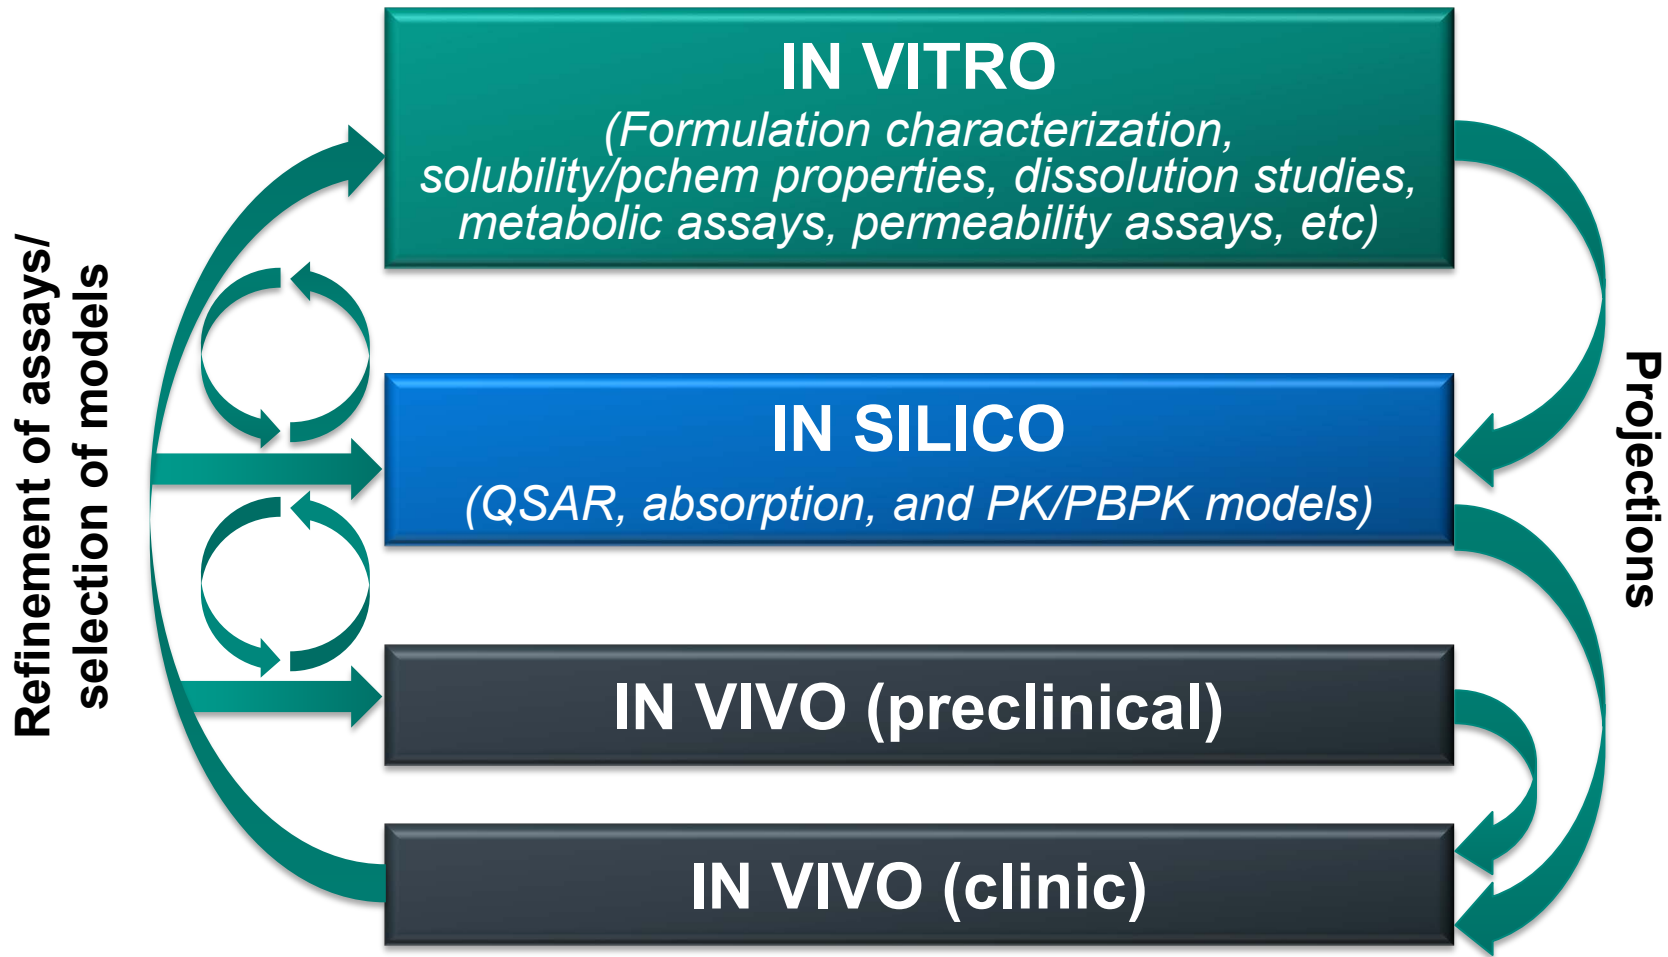 IN VITRO
(Formulation characterization,
solubility/pchem properties, dissolution studies,
metabolic assays, permeability assays, etc)
Refinement of assays/
selection of models
IN SILICO
(QSAR, absorption, and PK/PBPK models)
Projections
IN VIVO (preclinical)
IN VIVO (clinic)